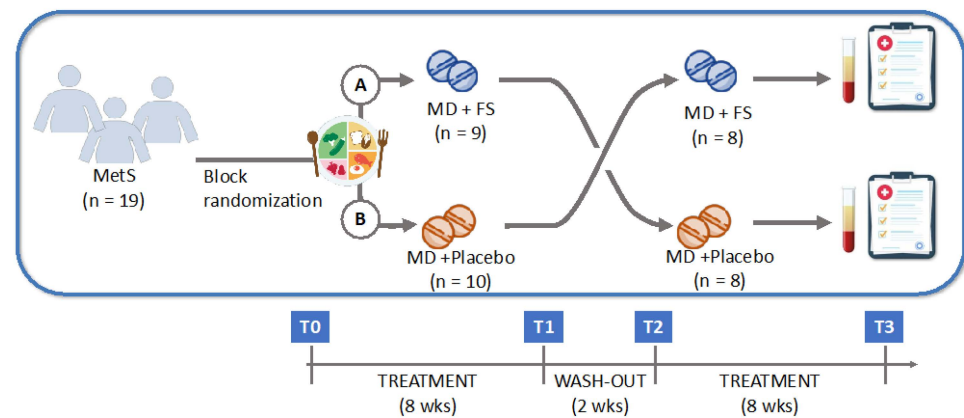 MetS
(n = 19)
Block
randomization
A
B
MD + FS
(n = 9)
MD +Placebo
(n = 10)
MD + FS
(n = 8)
MD +Placebo
(n = 8)
T0
T1
T2
T3
TREATMENT
(8 wks)
WASH-OUT
(2 wks)
TREATMENT
(8 wks)